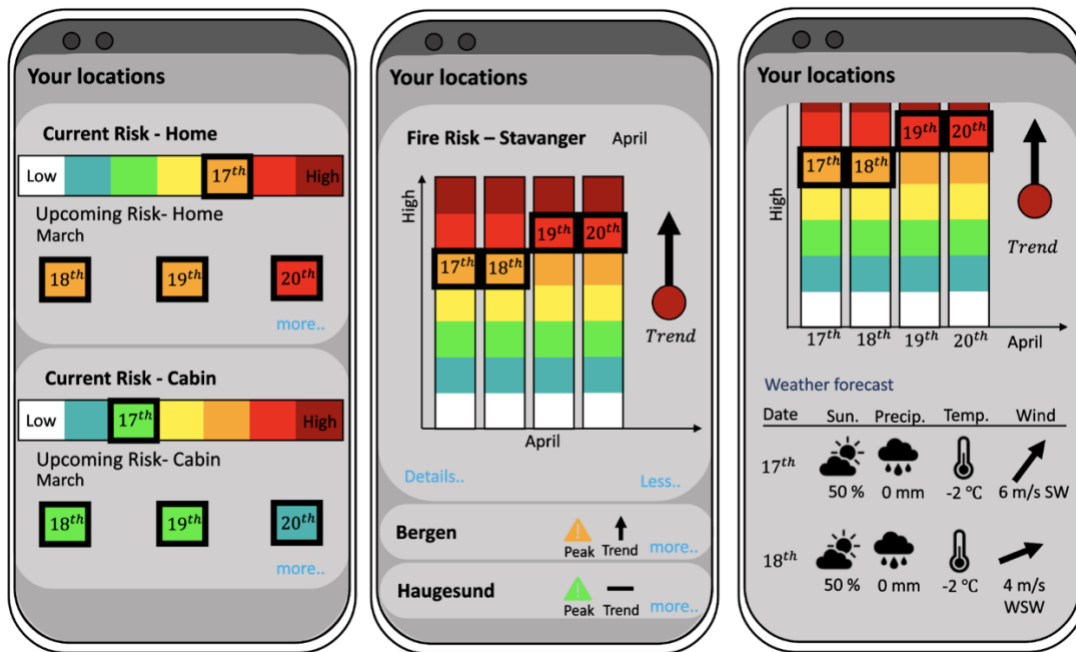 Your locations
Current Risk - Home
Low 17th High
Upcoming Risk- Home
March
18th 19th 20th
more..
Current Risk - Cabin
Low 17th High
Upcoming Risk- Cabin
March
18th 19th 20th
more..
Your locations
Fire Risk – Stavanger April
High
19th 20th
17th 18th
Trend
April
Details.. Less..
Bergen
Peak Trend more..
Haugesund
Peak Trend more..
Your locations
19th 20th
17th 18th
High
Trend
17th 18th 19th 20th April
Weather forecast
Date Sun. Precip. Temp. Wind
17th
50 % 0 mm -2 °C 6 m/s SW
18th
50 % 0 mm -2 °C 4 m/s
WSW